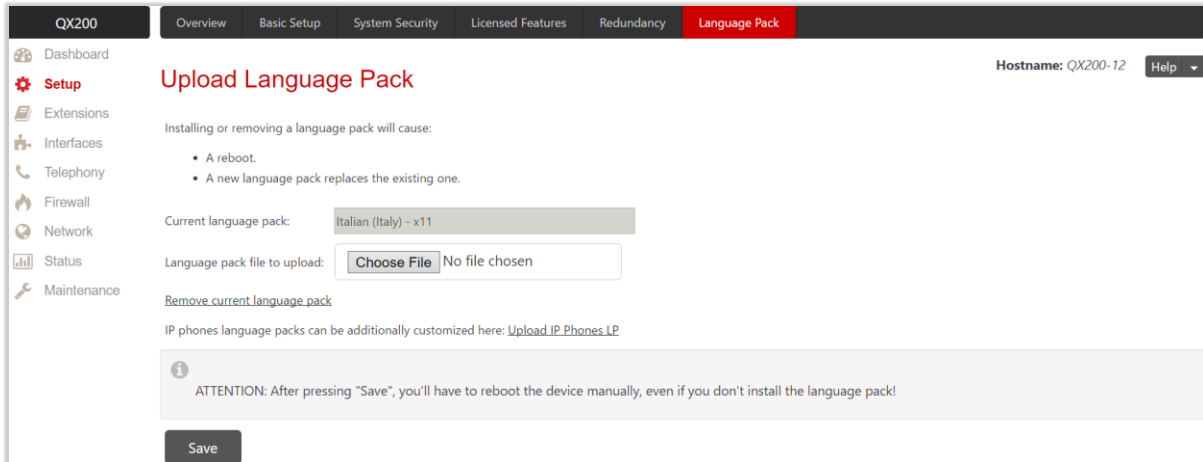 QX200
Overview Basic Setup System Security Licensed Features Redundancy Language Pack
Dashboard
Setup
Extensions
Interfaces
Telephony
Firewall
Network
Status
Maintenance
Hostname: QX200-12 Help
Upload Language Pack
Installing or removing a language pack will cause:
• A reboot.
• A new language pack replaces the existing one.
Current language pack: Italian (Italy) - x11
Language pack file to upload: Choose File No file chosen
Remove current language pack
IP phones language packs can be additionally customized here: Upload IP Phones LP
ATTENTION: After pressing "Save", you'll have to reboot the device manually, even if you don't install the language pack!
Save